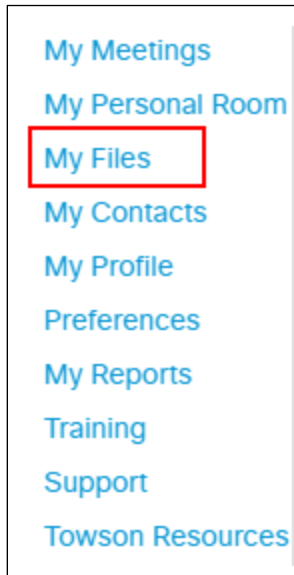 My Meetings
My Personal Room
My Files
My Contacts
My Profile
Preferences
My Reports
Training
Support
Towson Resources